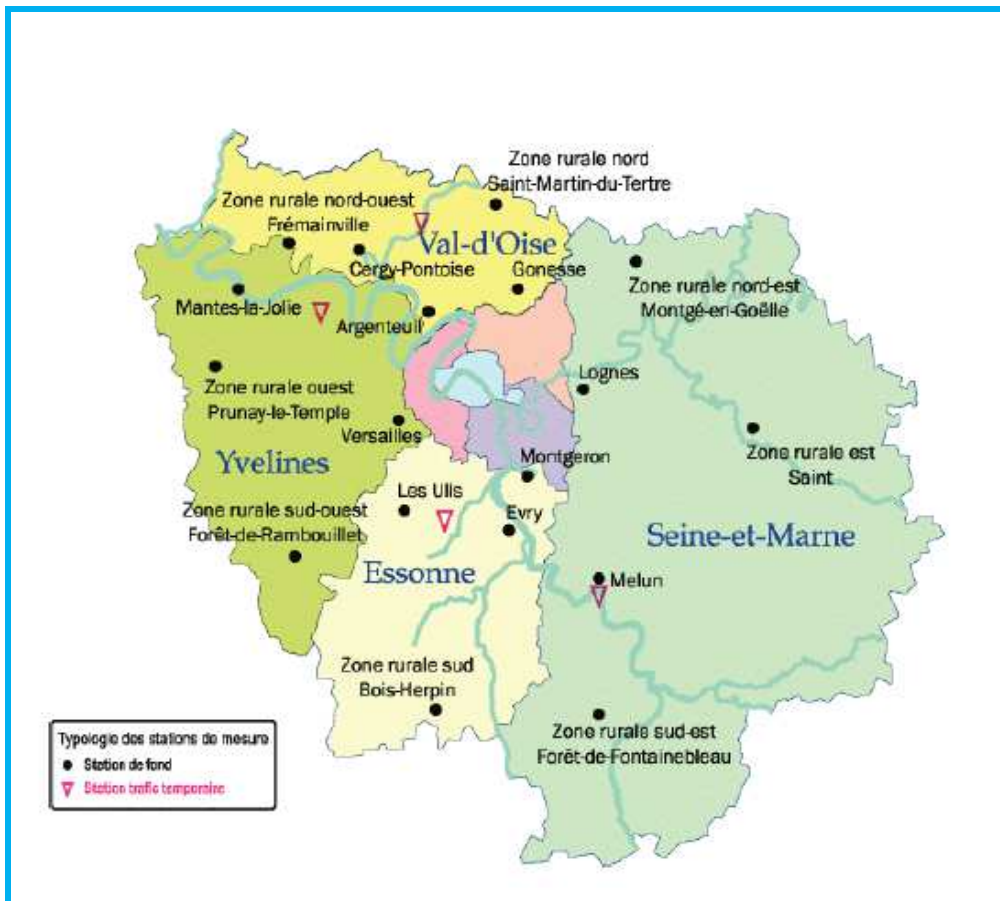 Zone rurale nord
Saint-Martin-du-Tertre
Zone rurale nord-ouest
Frémainville
Val-d'Oise
Cergy-Pontoise
Gonesse
Zone rurale nord-est
Montgé-en-Goëlle
Mantes-la-Jolie
Argenteuil
Lognes
Zone rurale ouest
Prunay-le-Temple
Versailles
Yvelines
Montgeron
Zone rurale est
Saint
Les Ulis
Zone rurale sud-ouest
Forêt-de-Rambouillet
Evry
Seine-et-Marne
Essonne
Melun
Zone rurale sud
Bois-Herpin
Zone rurale sud-est
Forêt-de-Fontainebleau
Typologie des stations de mesure
Station de fond
Station trafic temporaire